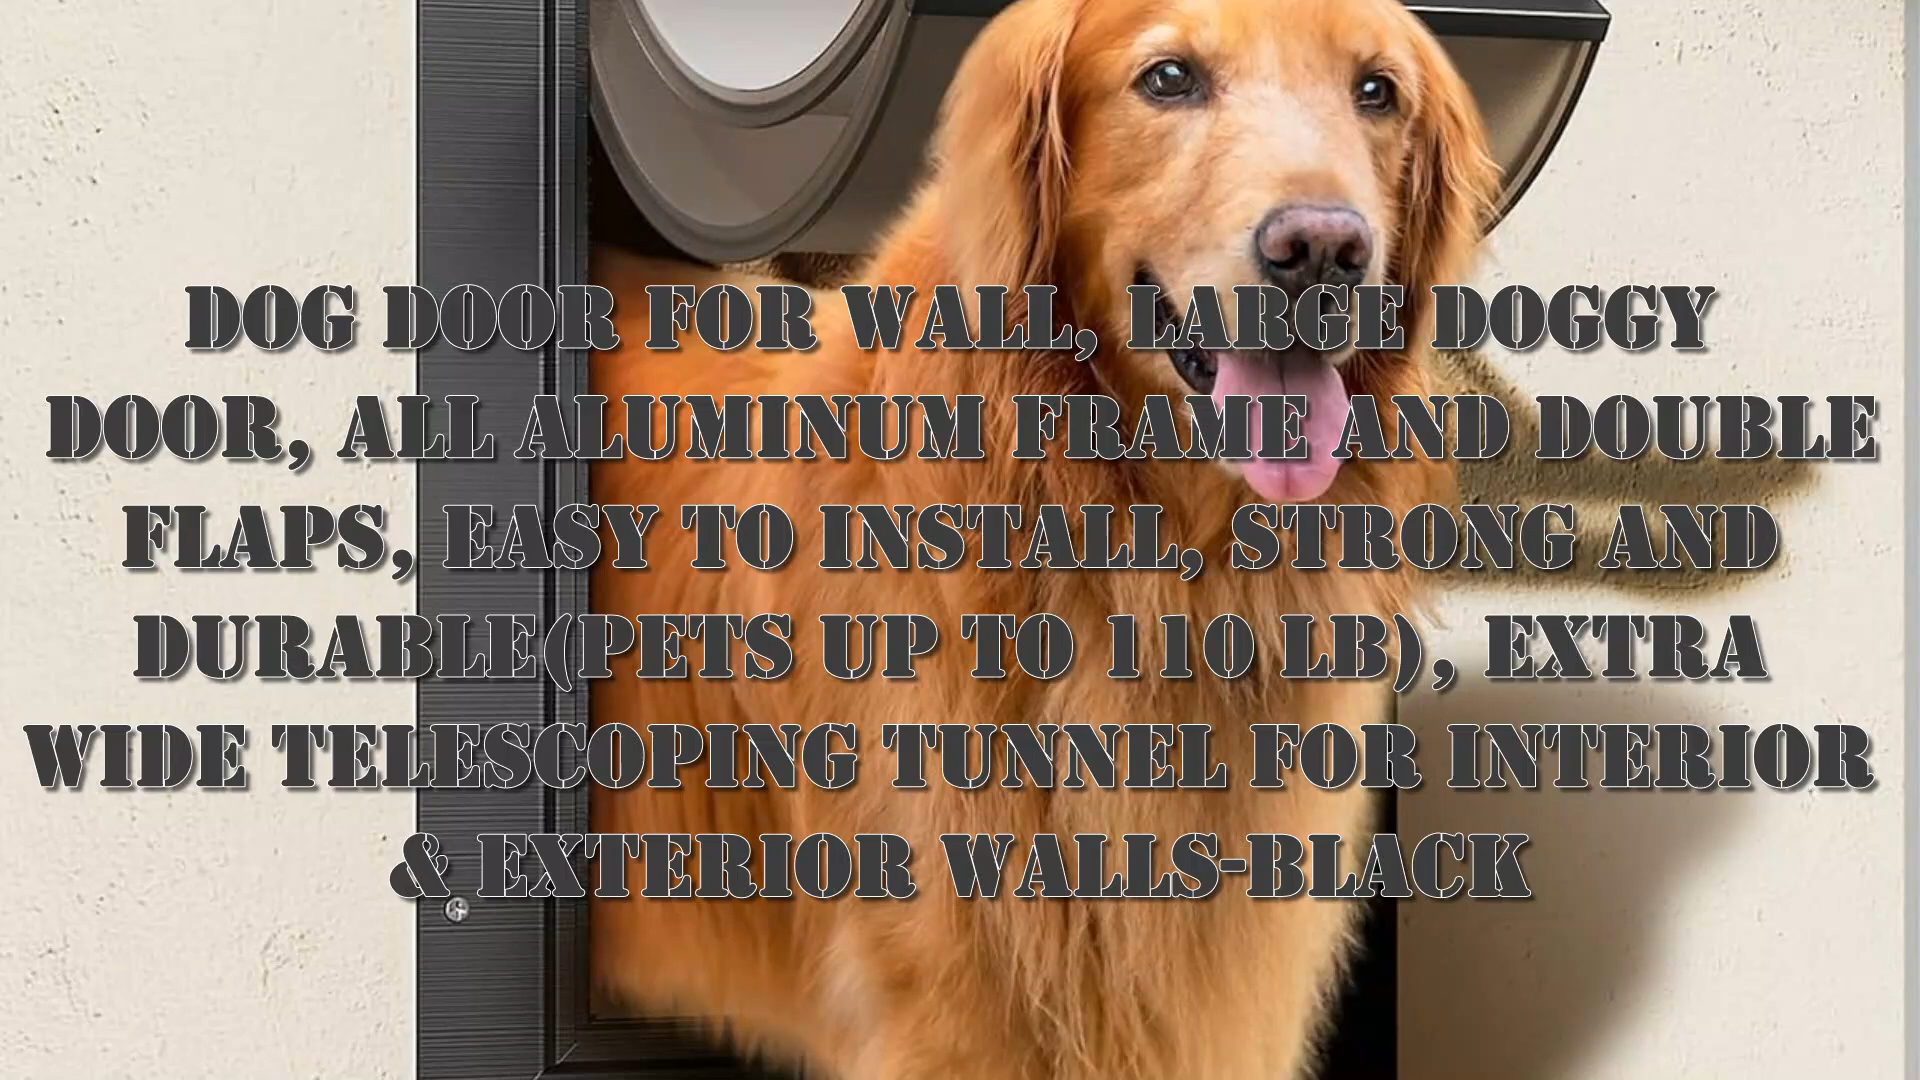 DOG DOOR FOR WALL, LARGE DOGGY
DOOR, ALL ALUMINUM FRAME AND DOUBLE
FLAPS, EASY TO INSTALL, STRONG AND
DURABLE(PETS UP TO 110 LB), EXTRA
WIDE TELESCOPING TUNNEL FOR INTERIOR
& EXTERIOR WALLS-BLACK